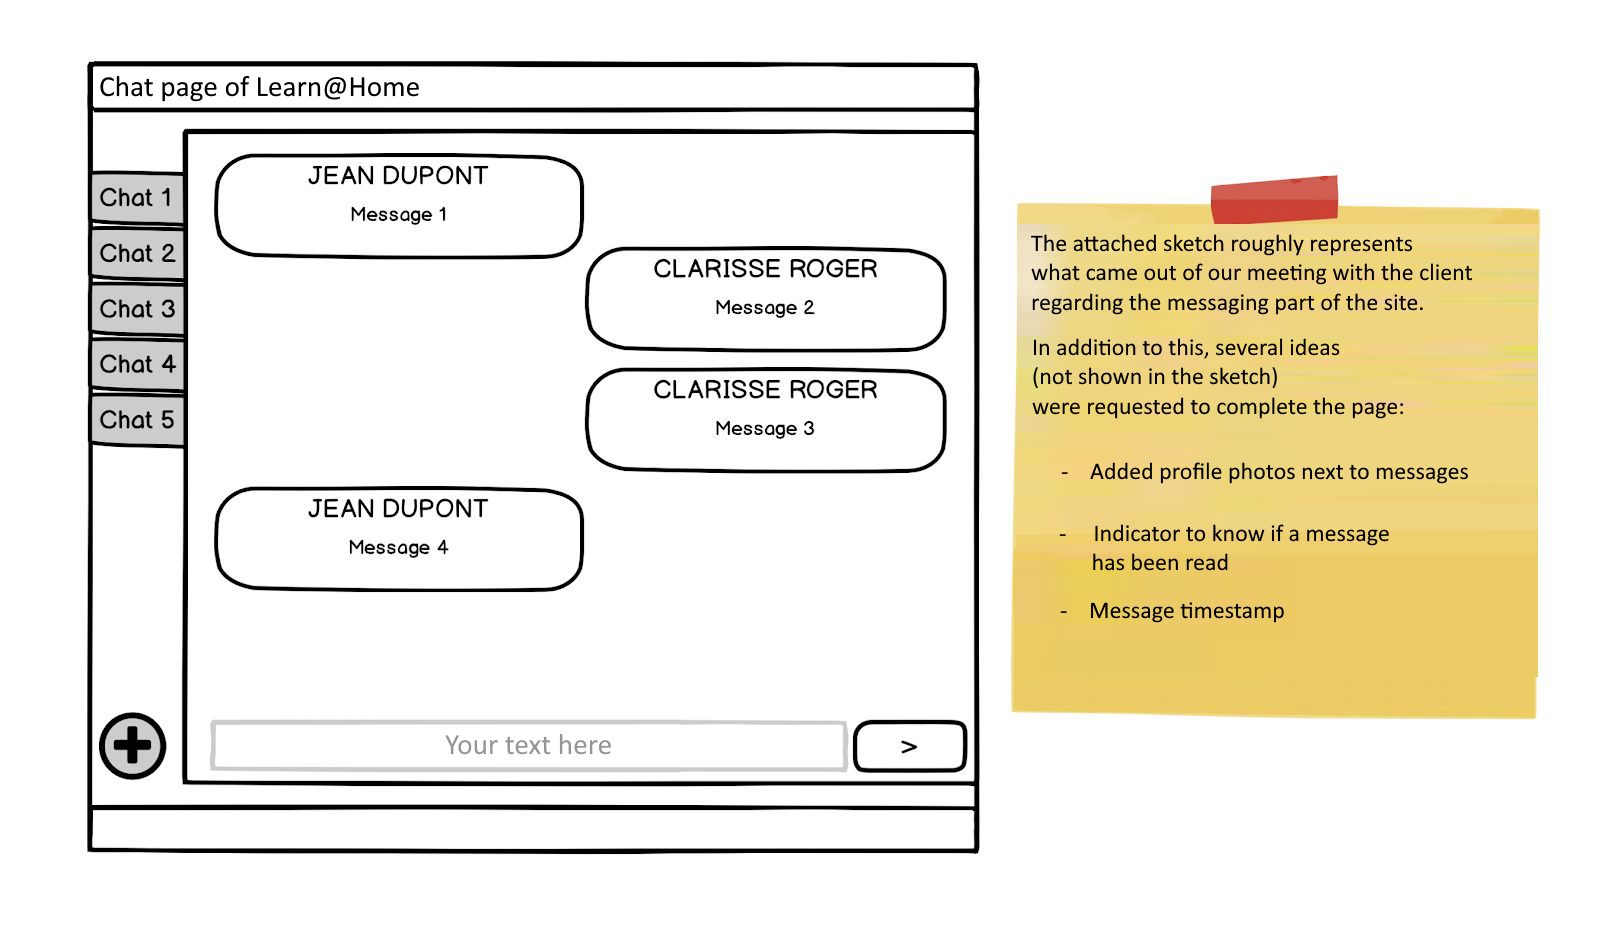 Chat page of Learn@Home
Chat 1
Chat 2
Chat 3
Chat 4
Chat 5
JEAN DUPONT
Message 1
CLARISSE ROGER
Message 2
CLARISSE ROGER
Message 3
JEAN DUPONT
Message 4
Your text here
>
The attached sketch roughly represents
what came out of our meeting with the client
regarding the messaging part of the site.
In addition to this, several ideas
(not shown in the sketch)
were requested to complete the page:
- Added profile photos next to messages
- Indicator to know if a message
has been read
- Message timestamp